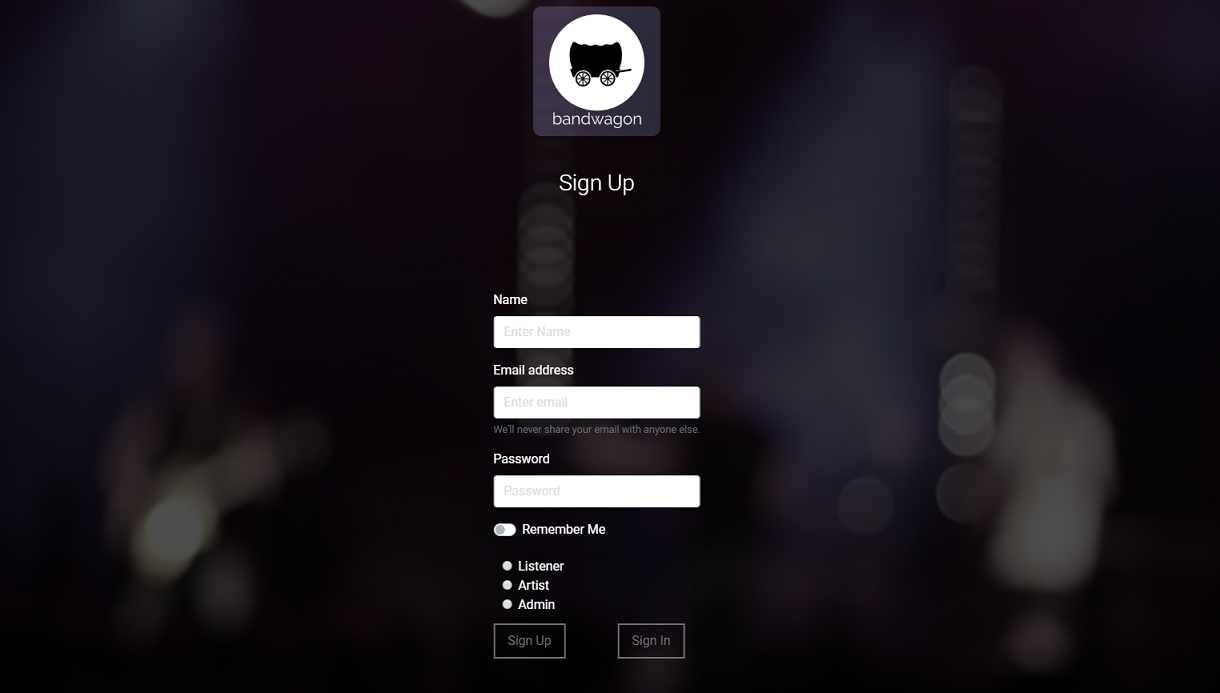 bandwagon
Sign Up
Name
Enter Name
Email address
Enter email
We'll never share your email with anyone else.
Password
Password
Remember Me
Listener
Artist
Admin
Sign Up
Sign In